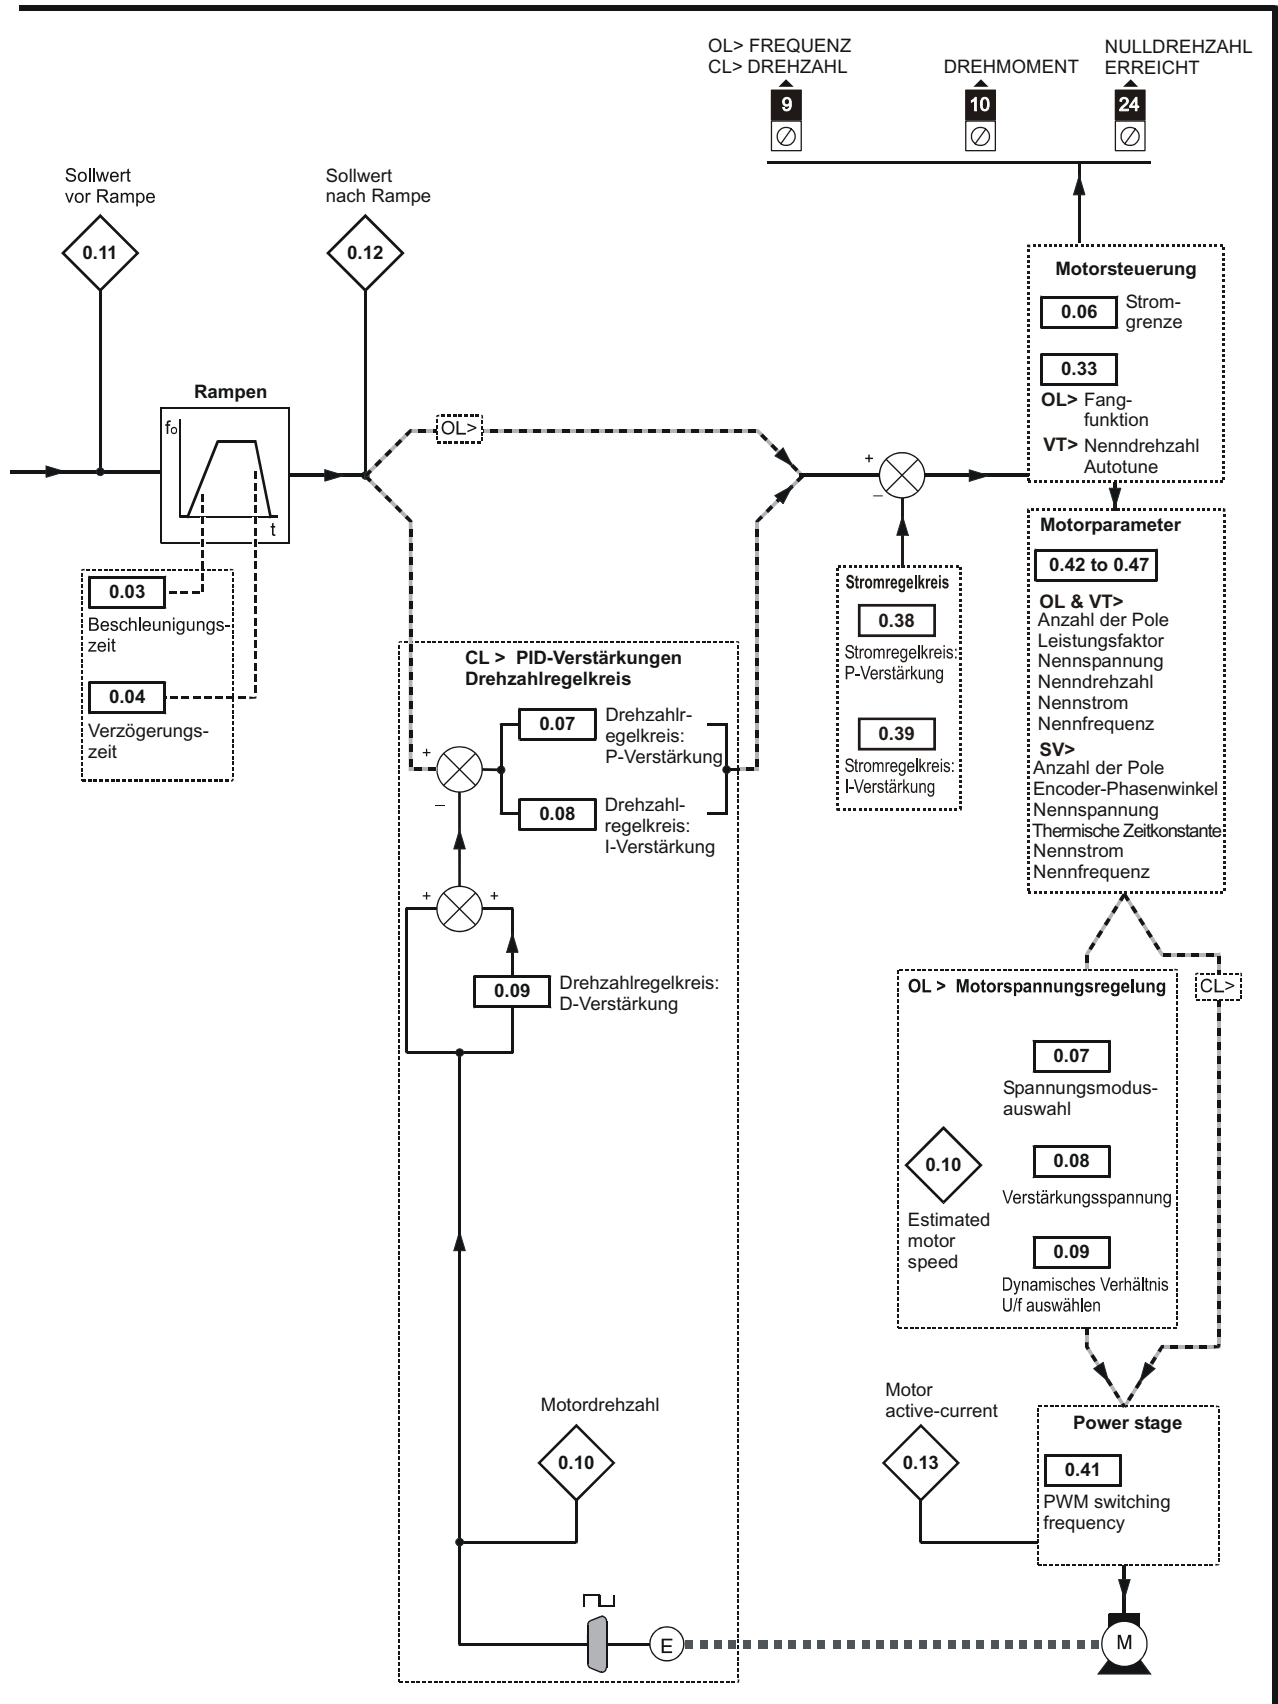 OL> FREQUENZ
CL> DREHZAHL
DREHMOMENT
NULLDREHZAHL
ERREICHT
9
10
24
Sollwert
vor Rampe
0.11
Sollwert
nach Rampe
0.12
Motorsteuerung
0.06
Strom-
grenze
0.33
OL> Fang-
funktion
VT> Nenndrehzahl
Autotune
Rampen
fo
t
OL>
+
–
0.03
Beschleunigungs-
zeit
0.04
Verzögerungs-
zeit
Motorparameter
0.42 to 0.47
OL & VT>
Anzahl der Pole
Leistungsfaktor
Nennspannung
Nenndrehzahl
Nennstrom
Nennfrequenz
SV>
Anzahl der Pole
Encoder-Phasenwinkel
Nennspannung
Thermische Zeitkonstante
Nennstrom
Nennfrequenz
Stromregelkreis
0.38
Stromregelkreis:
P-Verstärkung
0.39
Stromregelkreis:
I-Verstärkung
CL > PID-Verstärkungen
Drehzahlregelkreis
0.07
Drehzahlr-
egelkreis:
P-Verstärkung
+
–
0.08
Drehzahl-
regelkreis:
I-Verstärkung
+
+
0.09
Drehzahlregelkreis:
D-Verstärkung
OL > Motorspannungsregelung
CL>
0.07
Spannungsmodus-
auswahl
0.10
Estimated
motor
speed
0.08
Verstärkungsspannung
0.09
Dynamisches Verhältnis
U/f auswählen
Motordrehzahl
0.10
Motor
active-current
0.13
Power stage
0.41
PWM switching
frequency
E
M